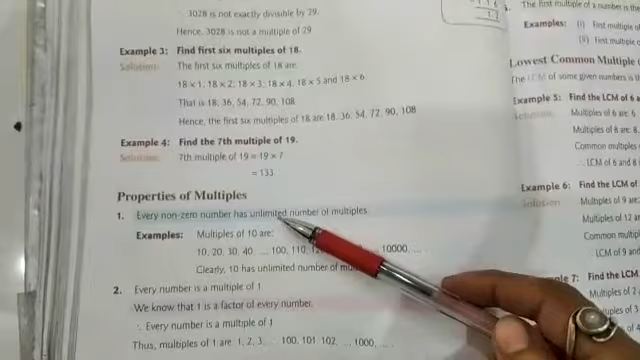 3028 is not exactly divisible by 29.
Hence, 3028 is not a multiple of 29
Example 3: Find first six multiples of 18.
Solution: The first six multiples of 18 are
18 × 1, 18 × 2, 18 × 3, 18 × 4, 18 × 5 and 18 × 6
That is 18, 36, 54, 72, 90, 108
Hence, the first six multiples of 18 are 18, 36, 54, 72, 90, 108
Example 4: Find the 7th multiple of 19.
Solution: 7th multiple of 19 = 19 × 7
= 133
Properties of Multiples
1. Every non-zero number has unlimited number of multiples
Examples: Multiples of 10 are:
10, 20, 30, 40, ... 100, 110, 10000, ...
Clearly, 10 has unlimited number of
2. Every number is a multiple of 1
We know that 1 is a factor of every number.
∴ Every number is a multiple of 1
Thus, multiples of 1 are 1, 2, 3, ... 100, 101, 102, ... 1000, ...
The first multiple of a number is the
Examples: (i) First multiple of
(ii) First multiple of
Lowest Common Multiple
The LCM of some given numbers is the
Example 5: Find the LCM of 6
Solution: Multiples of 6 are: 6
Multiples of 8 are: 8
Common multiples
∴ LCM of 6 and 8
Example 6: Find the LCM of
Solution: Multiples of 9 are:
Multiples of 12 are
Common multiples
LCM of 9 and
7: Find the LCM
Multiples of 2
of 3
of 4